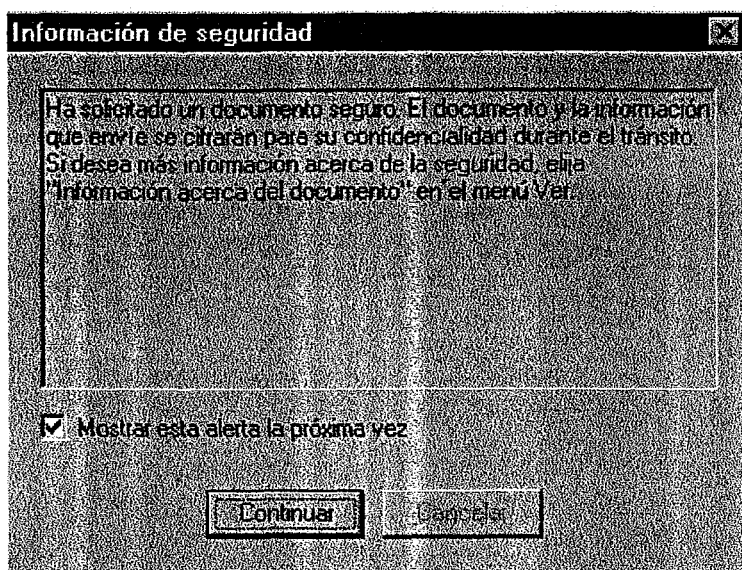 Información de seguridad
Ha solicitado un documento seguro. El documento y la información
que envíe se cifrarán para su confidencialidad durante el tránsito.
Si desea más información acerca de la seguridad, elija
"Información acerca del documento" en el menú Ver.
Mostrar esta alerta la próxima vez
Continuar
Cancelar